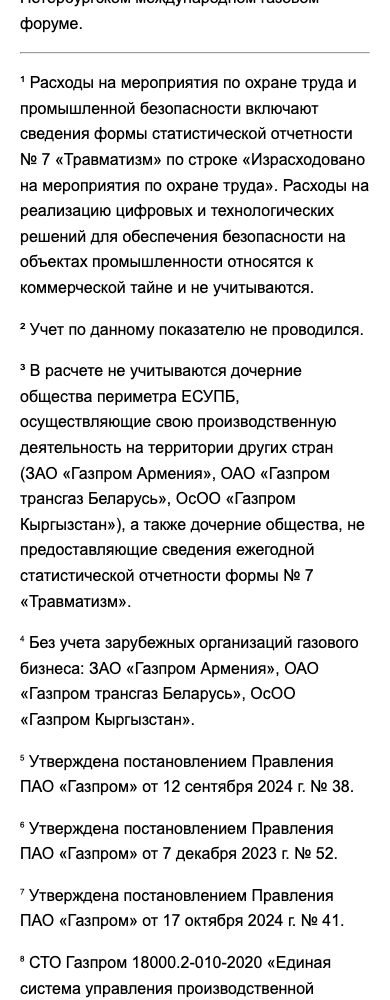 Петербургском международном газовом
форуме.
¹ Расходы на мероприятия по охране труда и
промышленной безопасности включают
сведения формы статистической отчетности
№ 7 «Травматизм» по строке «Израсходовано
на мероприятия по охране труда». Расходы на
реализацию цифровых и технологических
решений для обеспечения безопасности на
объектах промышленности относятся к
коммерческой тайне и не учитываются.
² Учет по данному показателю не проводился.
³ В расчете не учитываются дочерние
общества периметра ЕСУПБ,
осуществляющие свою производственную
деятельность на территории других стран
(ЗАО «Газпром Армения», ОАО «Газпром
трансгаз Беларусь», ОсОО «Газпром
Кыргызстан»), а также дочерние общества, не
предоставляющие сведения ежегодной
статистической отчетности формы № 7
«Травматизм».
⁴ Без учета зарубежных организаций газового
бизнеса: ЗАО «Газпром Армения», ОАО
«Газпром трансгаз Беларусь», ОсОО
«Газпром Кыргызстан».
⁵ Утверждена постановлением Правления
ПАО «Газпром» от 12 сентября 2024 г. № 38.
⁶ Утверждена постановлением Правления
ПАО «Газпром» от 7 декабря 2023 г. № 52.
⁷ Утверждена постановлением Правления
ПАО «Газпром» от 17 октября 2024 г. № 41.
⁸ СТО Газпром 18000.2-010-2020 «Единая
система управления производственной